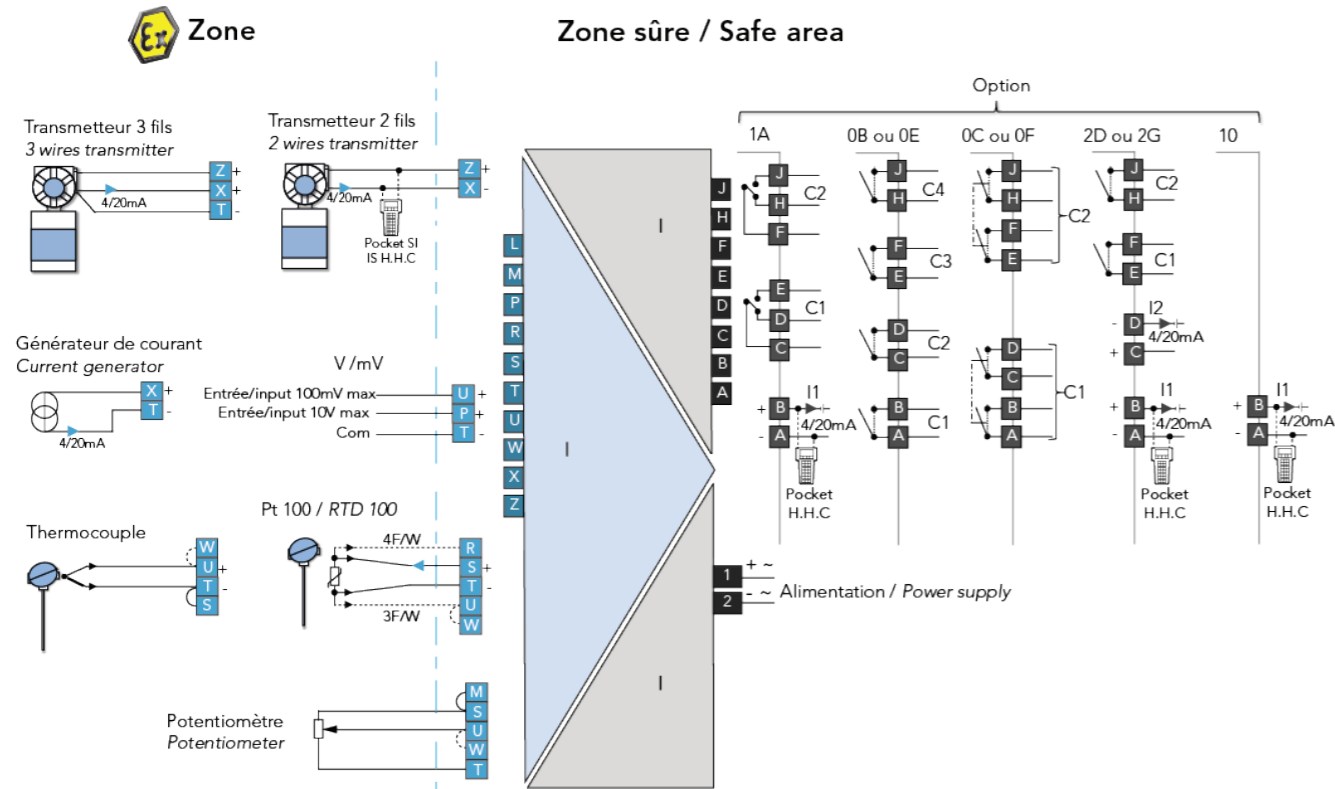 Ex Zone
Zone sûre / Safe area
Option
1A
0B ou 0E
0C ou 0F
2D ou 2G
10
Transmetteur 3 fils
3 wires transmitter
Z +
X +
T -
4/20mA
Transmetteur 2 fils
2 wires transmitter
Z +
X -
4/20mA
Pocket SI
IS H.H.C
Générateur de courant
Current generator
X +
T -
4/20mA
V /mV
Entrée/input 100mV max
Entrée/input 10V max
Com
U +
P +
T -
Thermocouple
W
U +
T -
S
Pt 100 / RTD 100
4F/W
3F/W
R
S +
T -
U
W
Potentiomètre
Potentiometer
M
S
U
W
T
L
M
P
R
S
T
U
W
X
Z
I
I
I
J
H
F
E
D
C
B
A
1 + ~
2 - ~
Alimentation / Power supply
J
H
F
C2
E
D
C
C1
+ B I1
4/20mA
- A
Pocket
H.H.C
J
H
C4
F
E
C3
D
C
C2
B
A
C1
J
H
F
E
C2
D
C
B
A
C1
J
H
C2
F
E
C1
I2
- D
4/20mA
+ C
+ B I1
4/20mA
- A
Pocket
H.H.C
+ B I1
4/20mA
- A
Pocket
H.H.C